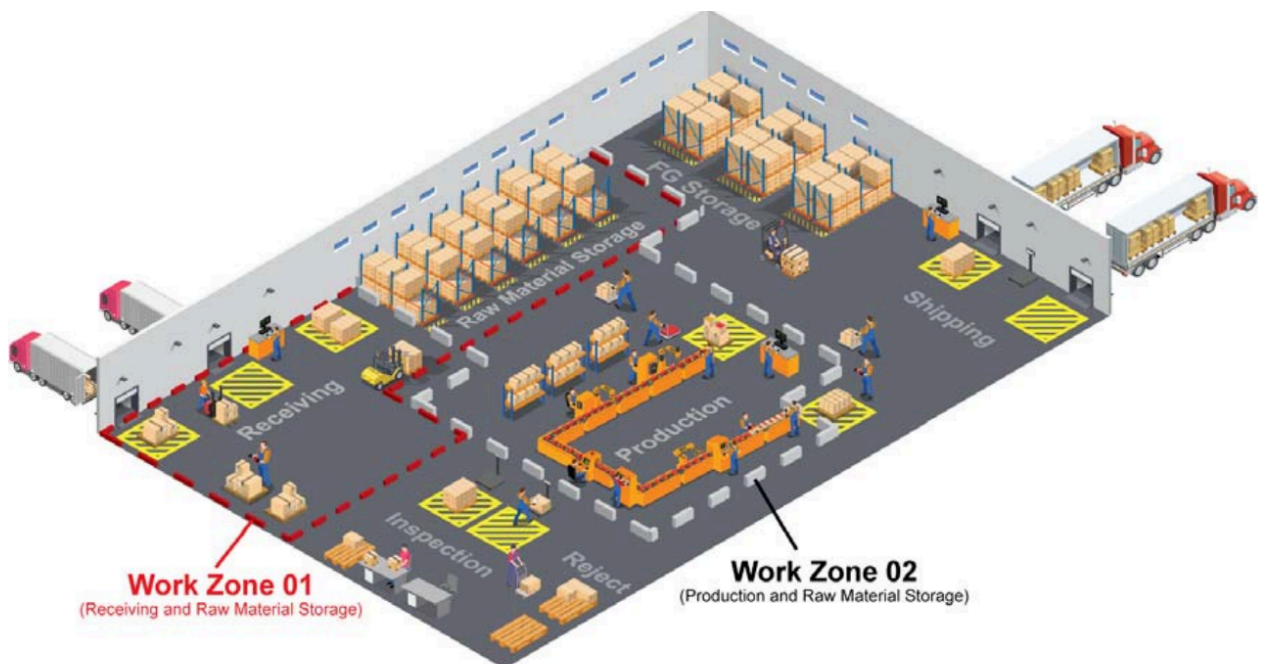 FG Storage
Raw Material Storage
Shipping
Receiving
Production
Inspection
Reject
Work Zone 01
(Receiving and Raw Material Storage)
Work Zone 02
(Production and Raw Material Storage)